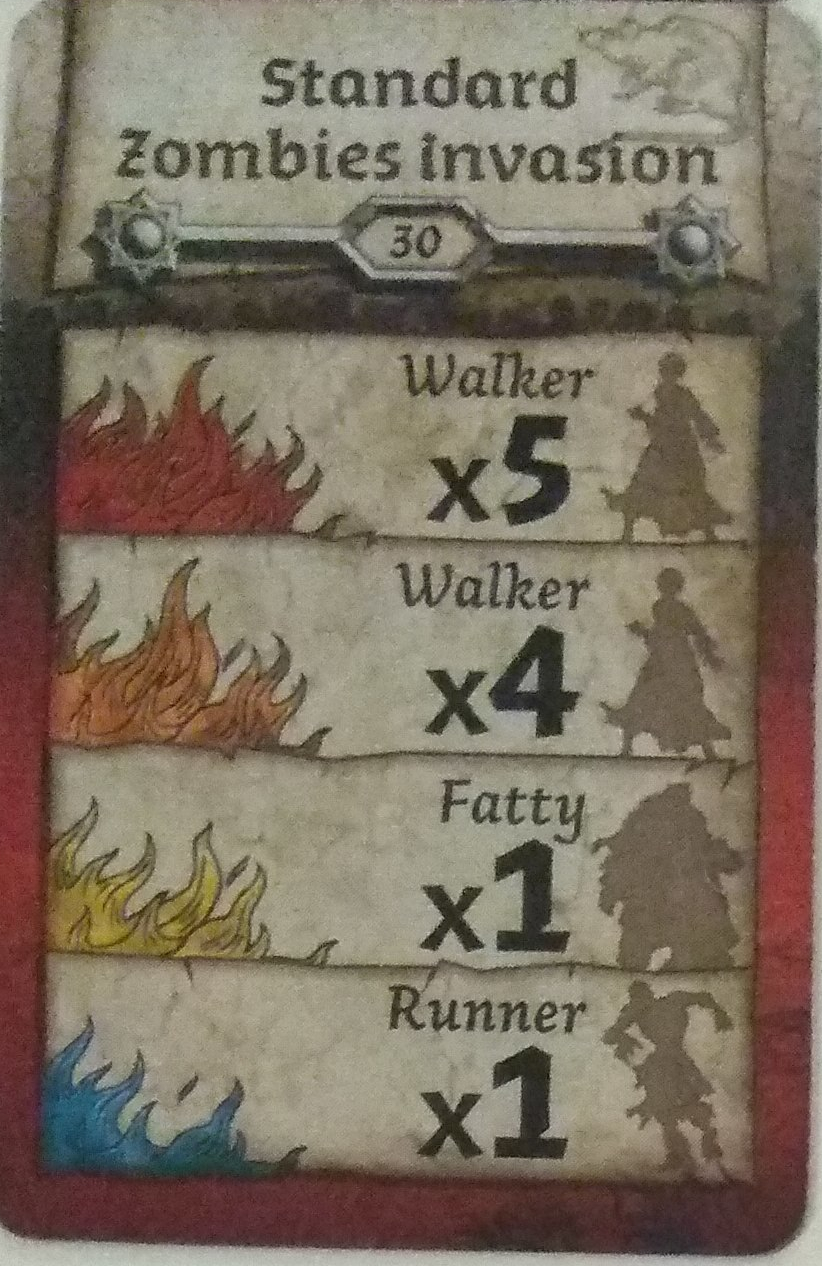 Standard
Zombies Invasion
30
Walker
x5
Walker
x4
Fatty
x1
Runner
x1